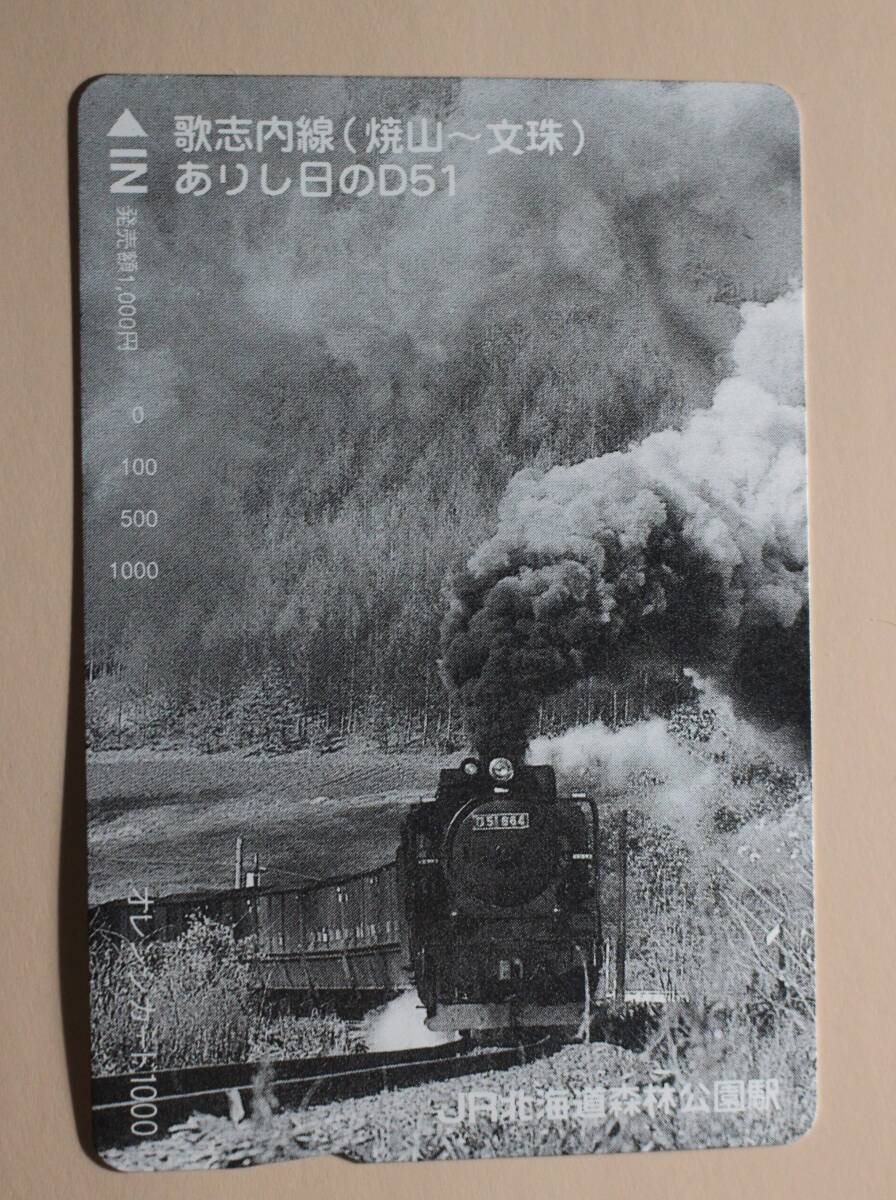 歌志内線(焼山～文珠)
ありし日のD51
IN
発売額1,000円
0
100
500
1000
D51 864
オレンジカード1000
JR北海道森林公園駅